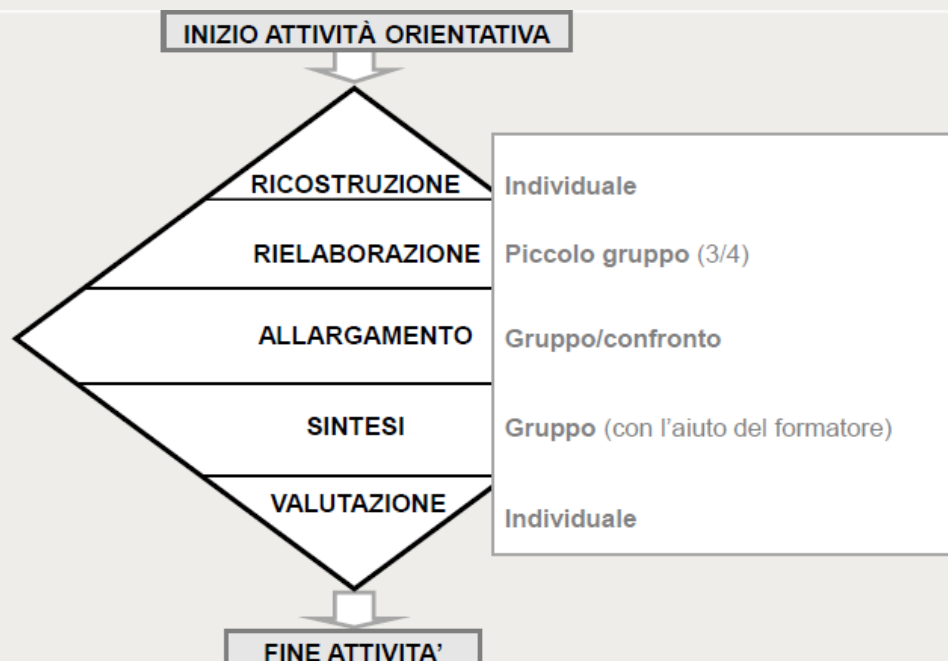 INIZIO ATTIVITÀ ORIENTATIVA
RICOSTRUZIONE
Individuale
RIELABORAZIONE
Piccolo gruppo (3/4)
ALLARGAMENTO
Gruppo/confronto
SINTESI
Gruppo (con l'aiuto del formatore)
VALUTAZIONE
Individuale
FINE ATTIVITA'